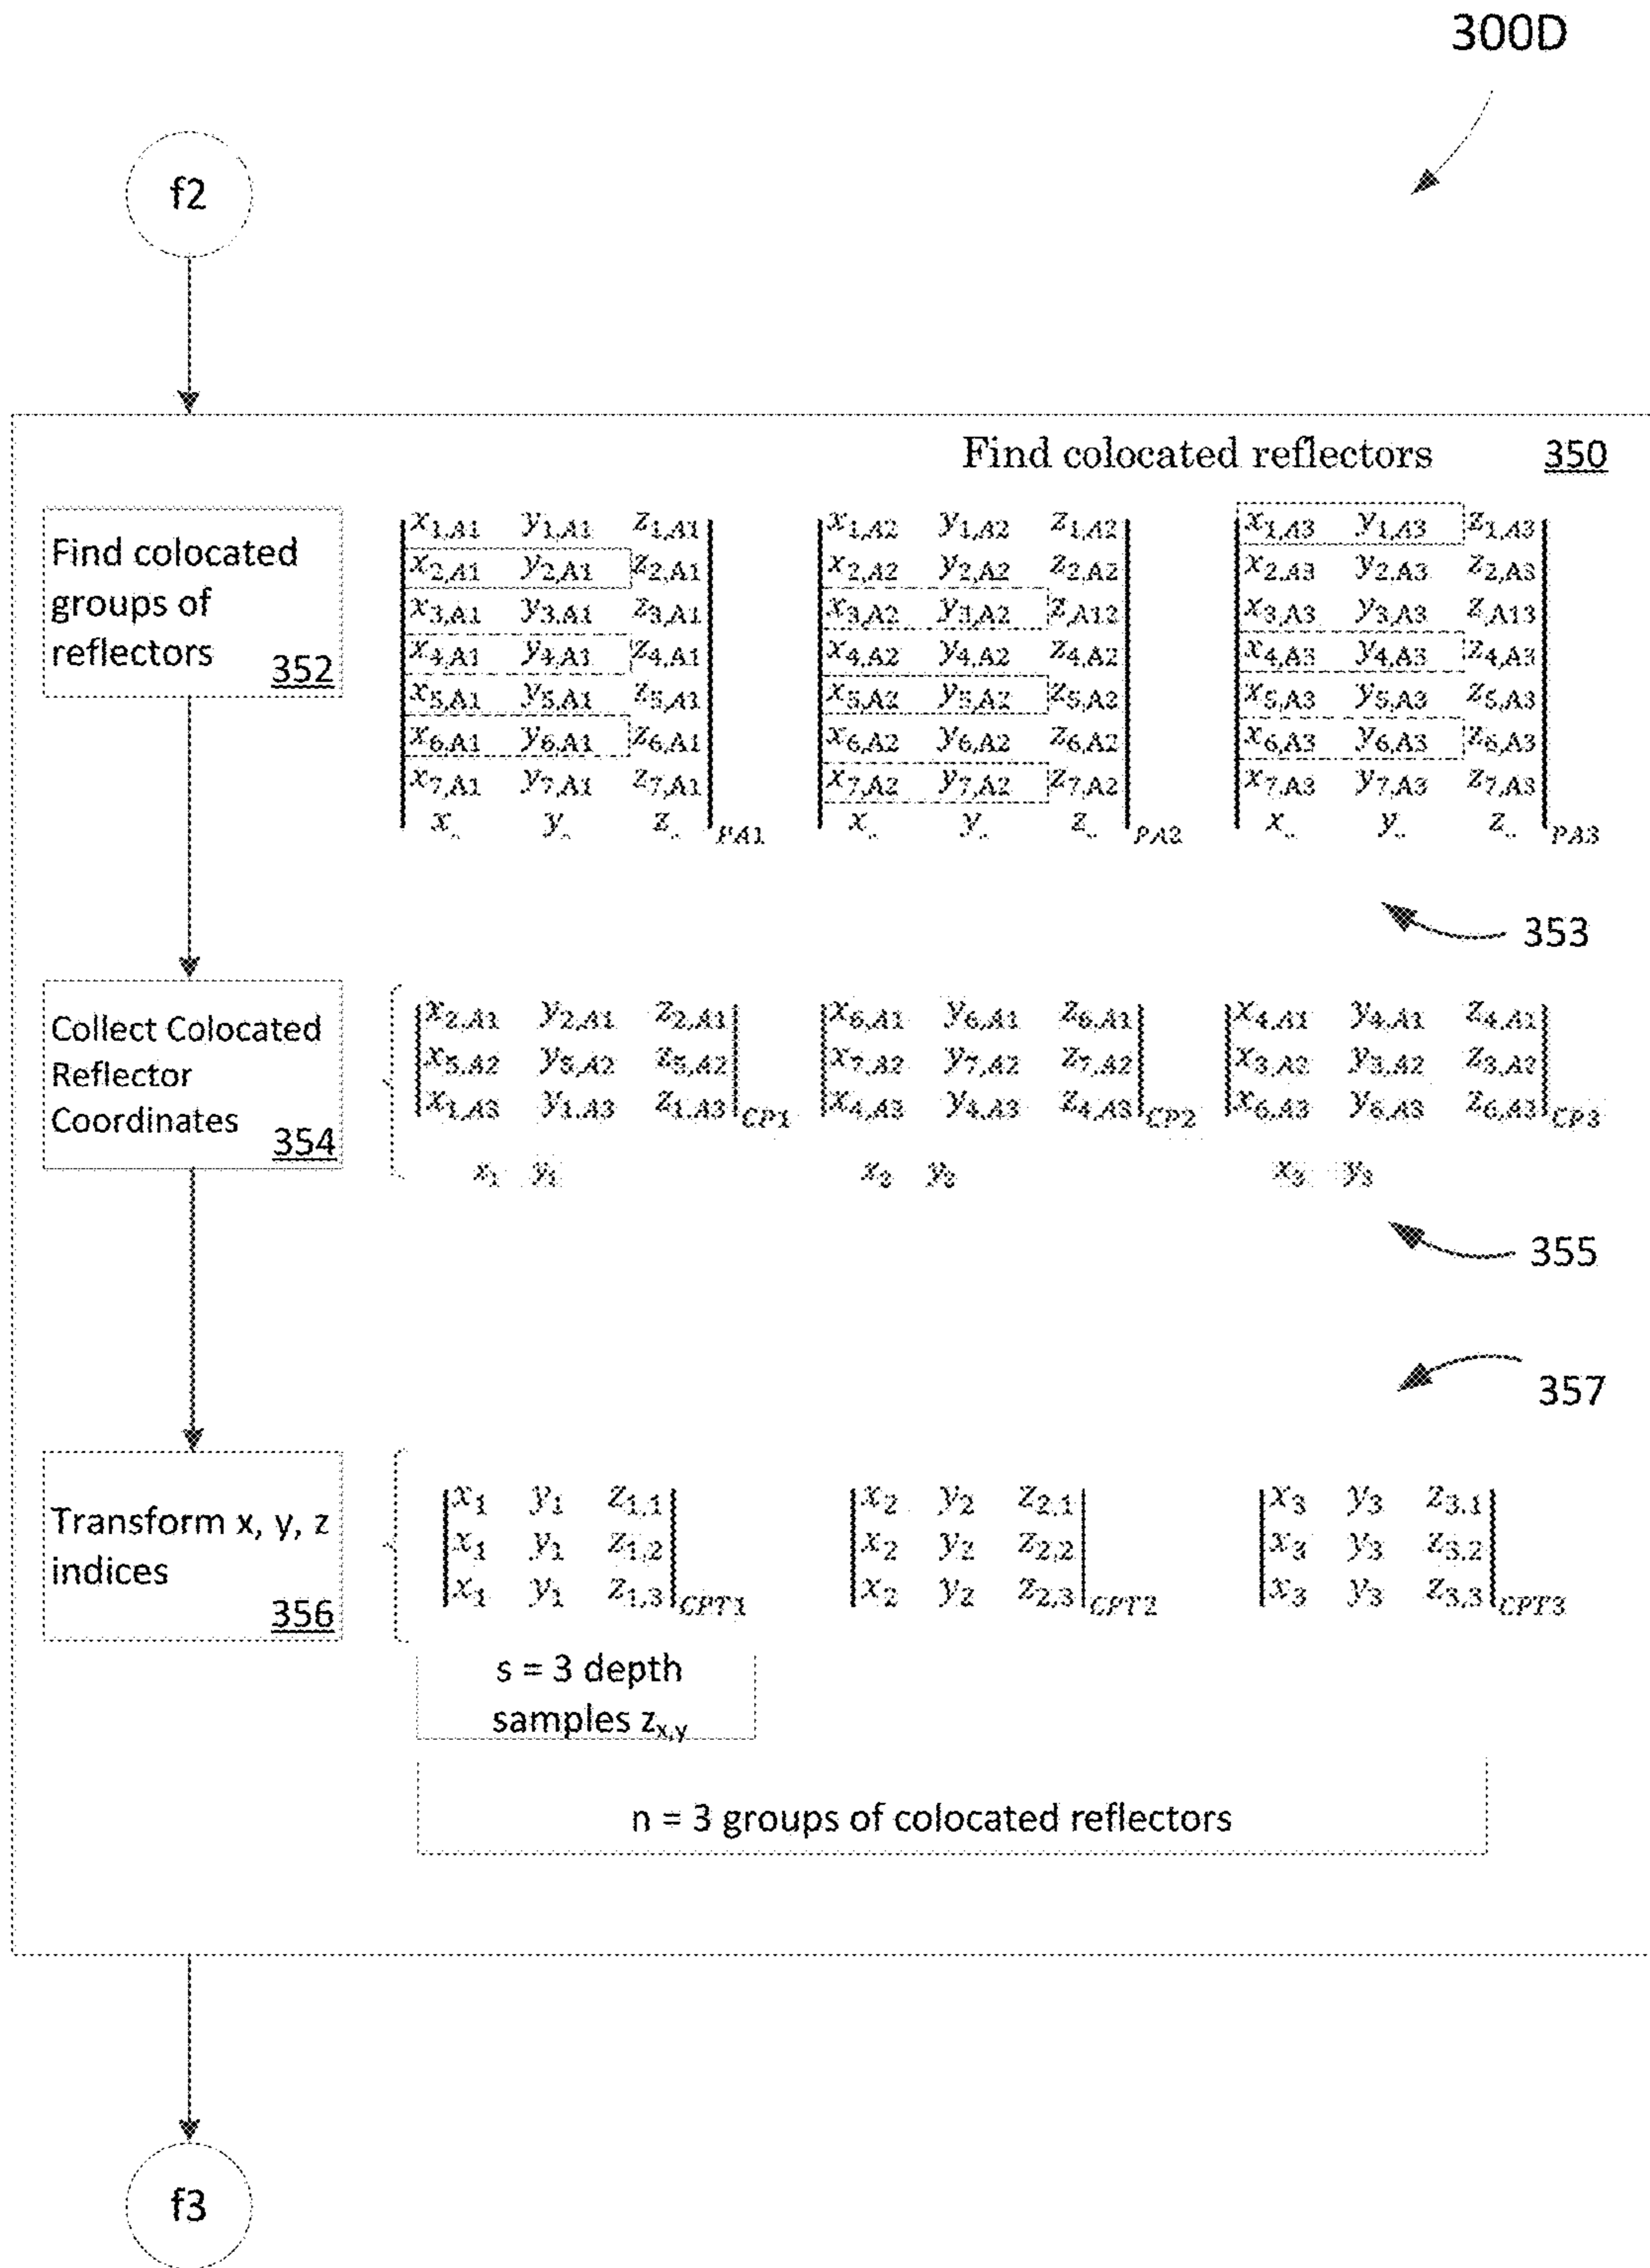 300D
f2
Find colocated reflectors 350
Find colocated
groups of
reflectors 352
x1,A1 y1,A1 z1,A1 x1,A2 y1,A2 z1,A2 x1,A3 y1,A3 z1,A3
x2,A1 y2,A1 z2,A1 x2,A2 y2,A2 z2,A2 x2,A3 y2,A3 z2,A3
x3,A1 y3,A1 z3,A1 x3,A2 y3,A2 z,A12 x3,A3 y3,A3 z,A13
x4,A1 y4,A1 z4,A1 x4,A2 y4,A2 z4,A2 x4,A3 y4,A3 z4,A3
x5,A1 y5,A1 z5,A1 x5,A2 y5,A2 z5,A2 x5,A3 y5,A3 z5,A3
x6,A1 y6,A1 z6,A1 x6,A2 y6,A2 z6,A2 x6,A3 y6,A3 z6,A3
x7,A1 y7,A1 z7,A1 x7,A2 y7,A2 z7,A2 x7,A3 y7,A3 z7,A3
x.. y.. z.. PA1 x.. y.. z.. PA2 x.. y.. z.. PA3
353
Collect Colocated
Reflector
Coordinates 354
x2,A1 y2,A1 z2,A1 x6,A1 y6,A1 z6,A1 x4,A1 y4,A1 z4,A1
x5,A2 y5,A2 z5,A2 x7,A2 y7,A2 z7,A2 x3,A2 y3,A2 z3,A2
x1,A3 y1,A3 z1,A3 CP1 x4,A3 y4,A3 z4,A3 CP2 x6,A3 y6,A3 z6,A3 CP3
x1 y1 x2 y2 x3 y3
355
357
Transform x, y, z
indices
356
x1 y1 z1,1 x2 y2 z2,1 x3 y3 z3,1
x1 y1 z1,2 x2 y2 z2,2 x3 y3 z3,2
x1 y1 z1,3 CPT1 x2 y2 z2,3 CPT2 x3 y3 z3,3 CPT3
s = 3 depth
samples zx,y
n = 3 groups of colocated reflectors
f3